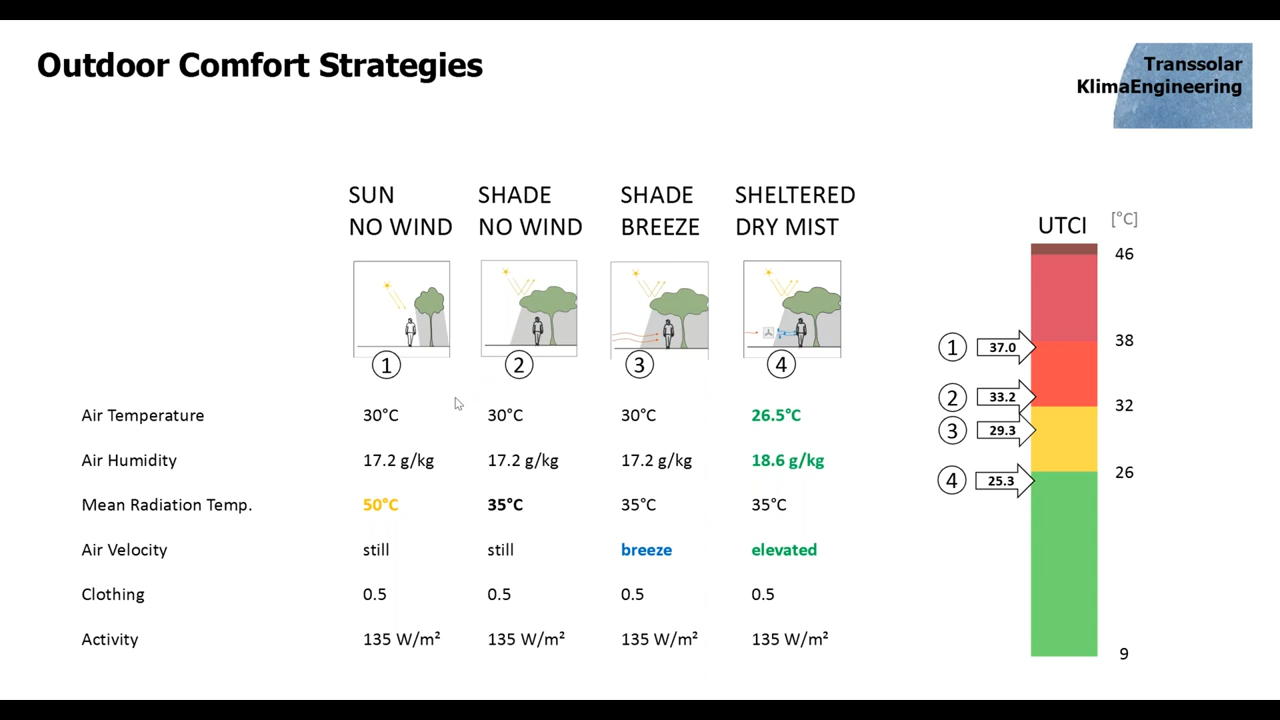 Outdoor Comfort Strategies
Transsolar
KlimaEngineering
SUN
NO WIND
SHADE
NO WIND
SHADE
BREEZE
SHELTERED
DRY MIST
1
2
3
4
Air Temperature 30°C 30°C 30°C 26.5°C
Air Humidity 17.2 g/kg 17.2 g/kg 17.2 g/kg 18.6 g/kg
Mean Radiation Temp. 50°C 35°C 35°C 35°C
Air Velocity still still breeze elevated
Clothing 0.5 0.5 0.5 0.5
Activity 135 W/m² 135 W/m² 135 W/m² 135 W/m²
UTCI [°C]
46
38
32
26
9
1 37.0
2 33.2
3 29.3
4 25.3